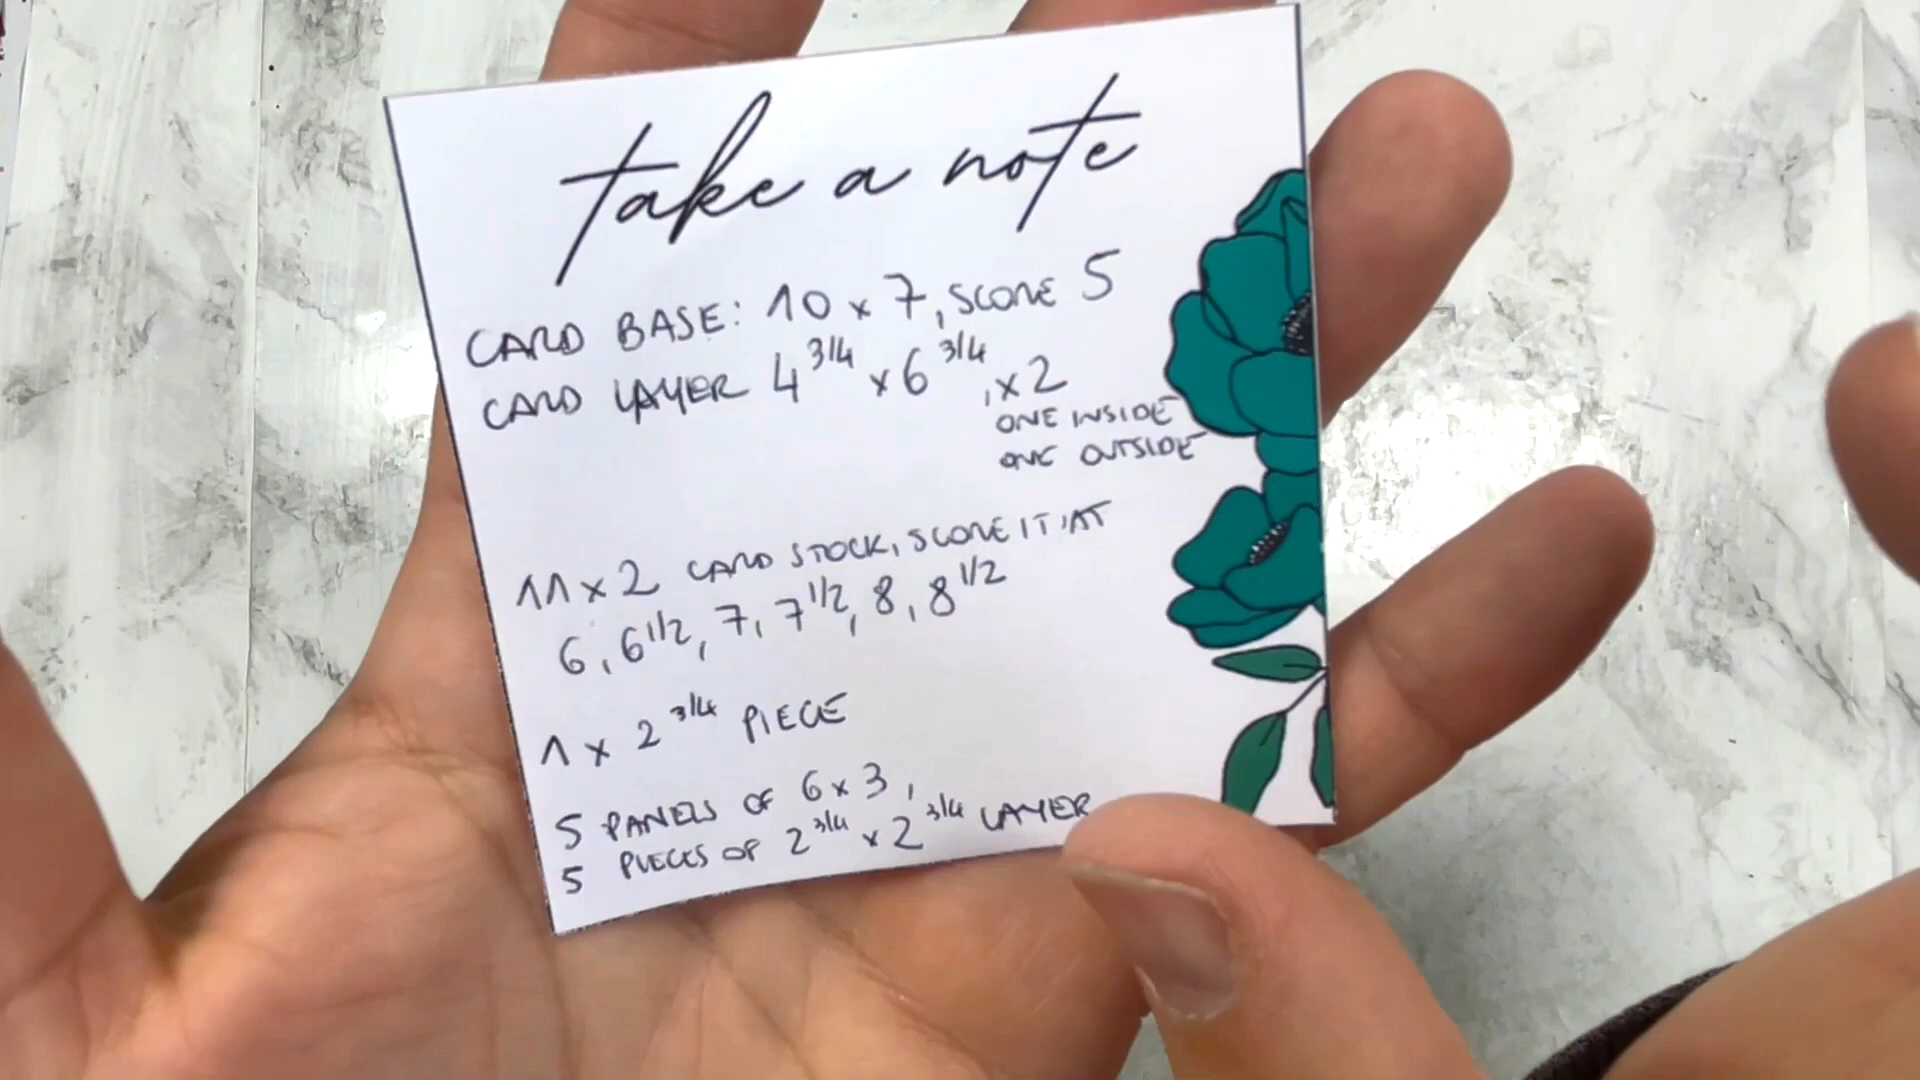 take a note
CARD BASE: 10 x 7, SCORE 5
CARD LAYER 4 3/4 x 6 3/4, x 2
ONE INSIDE
ONE OUTSIDE
11 x 2 CARD STOCK, SCORE IT AT
6, 6 1/2, 7, 7 1/2, 8, 8 1/2
1 x 2 3/4 PIECE
5 PANELS OF 6 x 3,
5 PIECES OF 2 3/4 x 2 3/4 LAYER